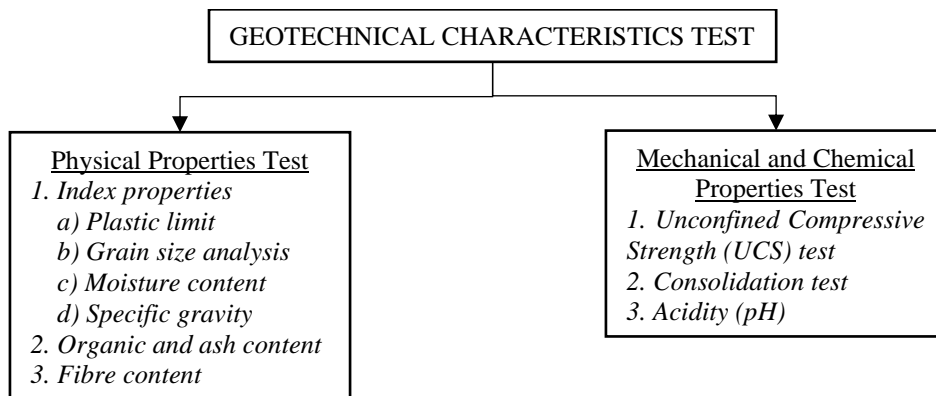 GEOTECHNICAL CHARACTERISTICS TEST
Physical Properties Test
1. Index properties
a) Plastic limit
b) Grain size analysis
c) Moisture content
d) Specific gravity
2. Organic and ash content
3. Fibre content
Mechanical and Chemical
Properties Test
1. Unconfined Compressive
Strength (UCS) test
2. Consolidation test
3. Acidity (pH)